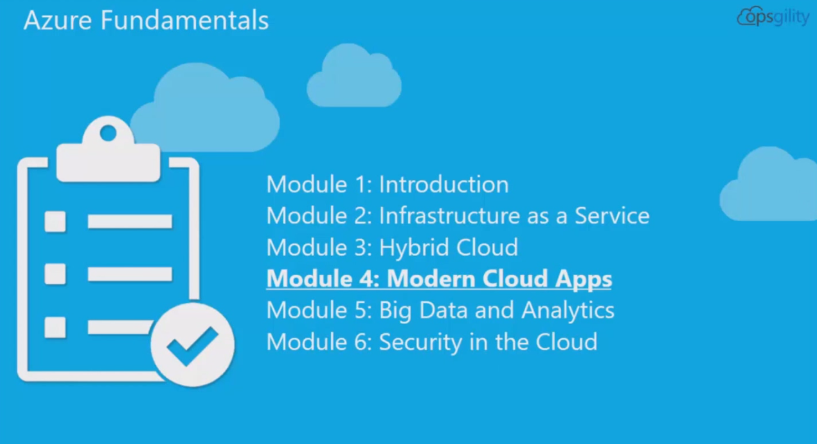 Azure Fundamentals
opsgility
Module 1: Introduction
Module 2: Infrastructure as a Service
Module 3: Hybrid Cloud
Module 4: Modern Cloud Apps
Module 5: Big Data and Analytics
Module 6: Security in the Cloud